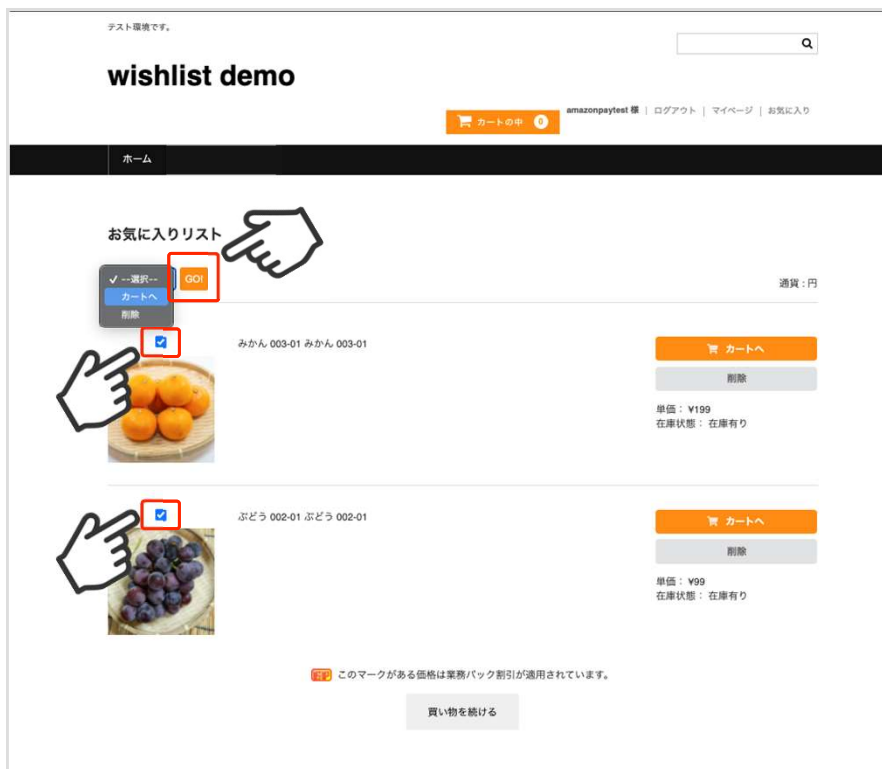 テスト環境です。
wishlist demo
カートの中 0
amazonpaytest 様 | ログアウト | マイページ | お気に入り
ホーム
お気に入りリスト
✓ --選択--
カートへ
削除
GO!
通貨 : 円
みかん 003-01 みかん 003-01
カートへ
削除
単価： ¥199
在庫状態： 在庫有り
ぶどう 002-01 ぶどう 002-01
カートへ
削除
単価： ¥99
在庫状態： 在庫有り
このマークがある価格は業務パック割引が適用されています。
買い物を続ける